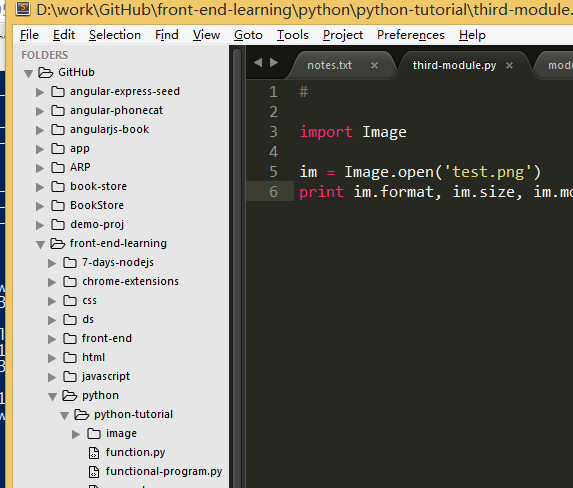 D:\work\GitHub\front-end-learning\python\python-tutorial\third-module.
File Edit Selection Find View Goto Tools Project Preferences Help
FOLDERS
GitHub
angular-express-seed
angular-phonecat
angularjs-book
app
ARP
book-store
BookStore
demo-proj
front-end-learning
7-days-nodejs
chrome-extensions
css
ds
front-end
html
javascript
python
python-tutorial
image
function.py
functional-program.py
notes.txt × third-module.py ×
1 #
2
3 import Image
4
5 im = Image.open('test.png')
6 print im.format, im.size,